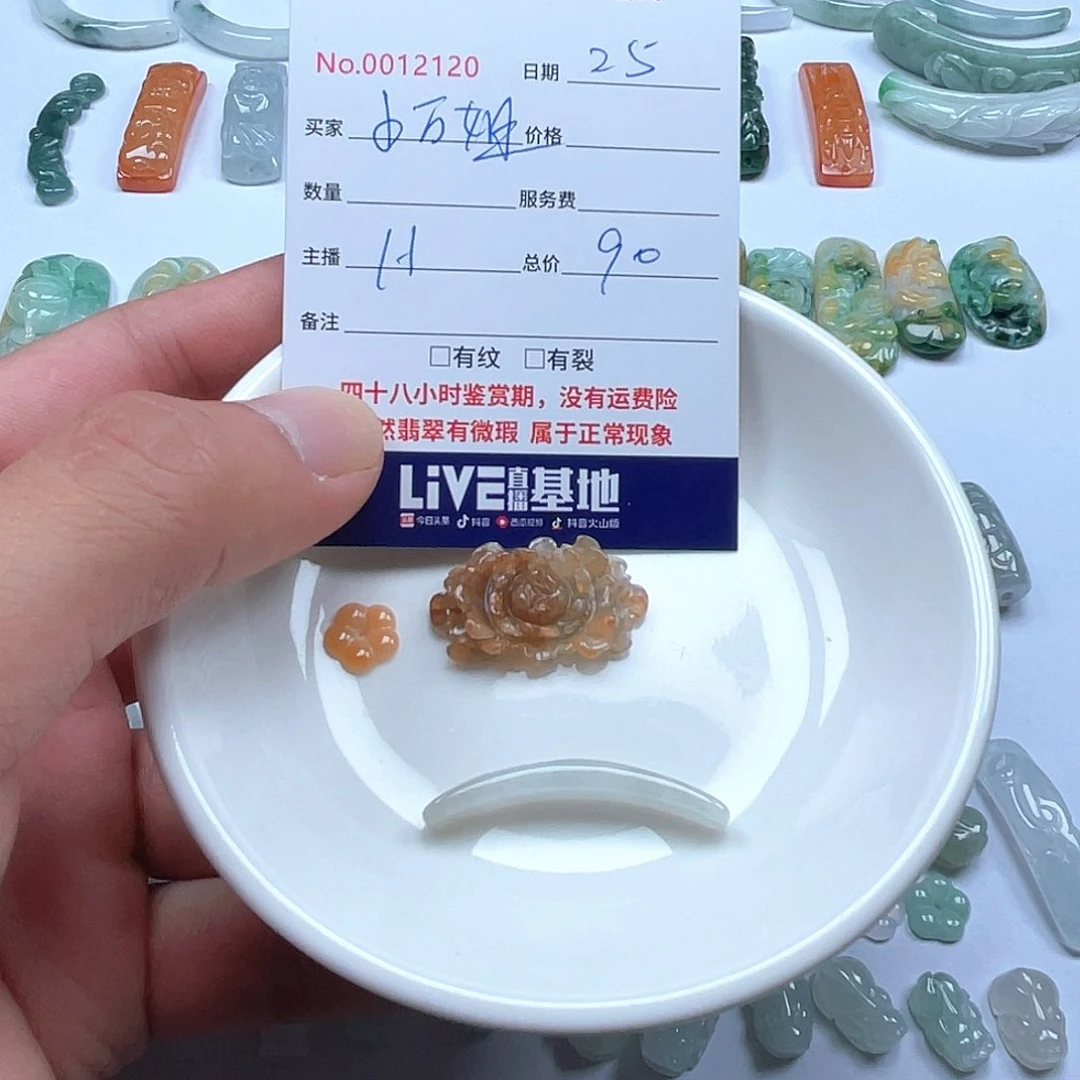 No.0012120 日期 25
买家 价格
数量 服务费
主播 总价 90
备注
□有纹 □有裂
四十八小时鉴赏期，没有运费险
然翡翠有微瑕 属于正常现象
LiVE直播基地
今日头条 抖音 西瓜视频 抖音火山版